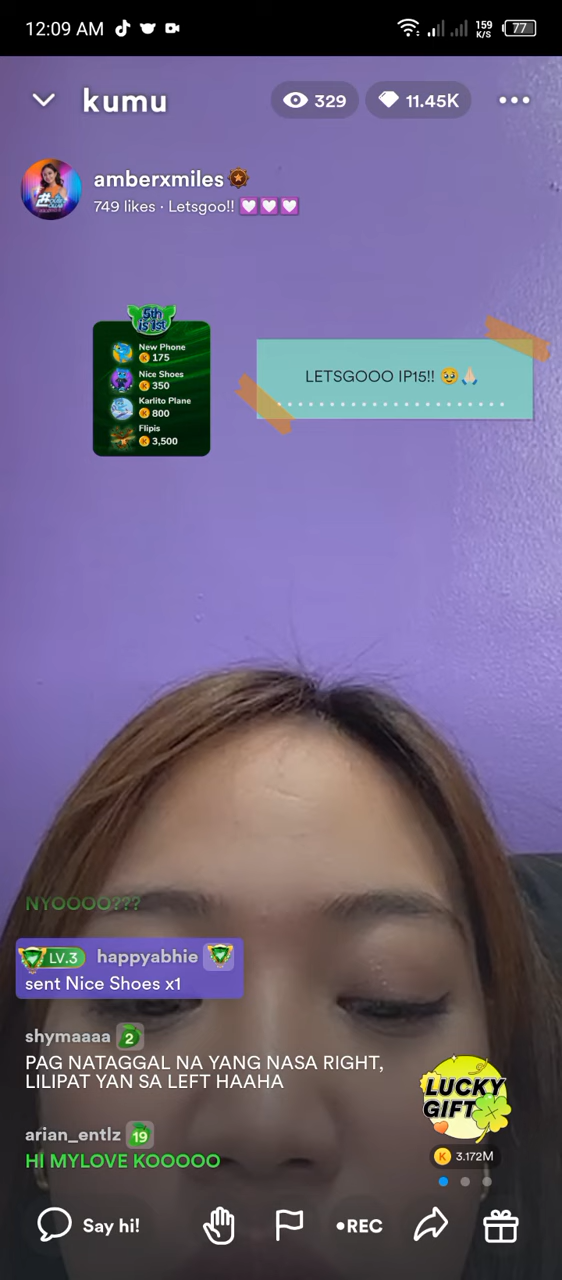 12:09 AM
159
K/S
77
kumu
329
11.45K
amberxmiles
749 likes · Letsgoo!! 💟💟💟
5th
is 1st
New Phone
K 175
Nice Shoes
K 350
Karlito Plane
K 800
Flipis
K 3,500
LETSGOOO IP15!! 🥹🙏🏻
NYOOOO???
LV.3 happyabhie
sent Nice Shoes x1
shymaaaa 2
PAG NATAGGAL NA YANG NASA RIGHT,
LILIPAT YAN SA LEFT HAAHA
arian_entlz 19
HI MYLOVE KOOOOO
LUCKY
GIFT
K 3.172M
Say hi!
•REC